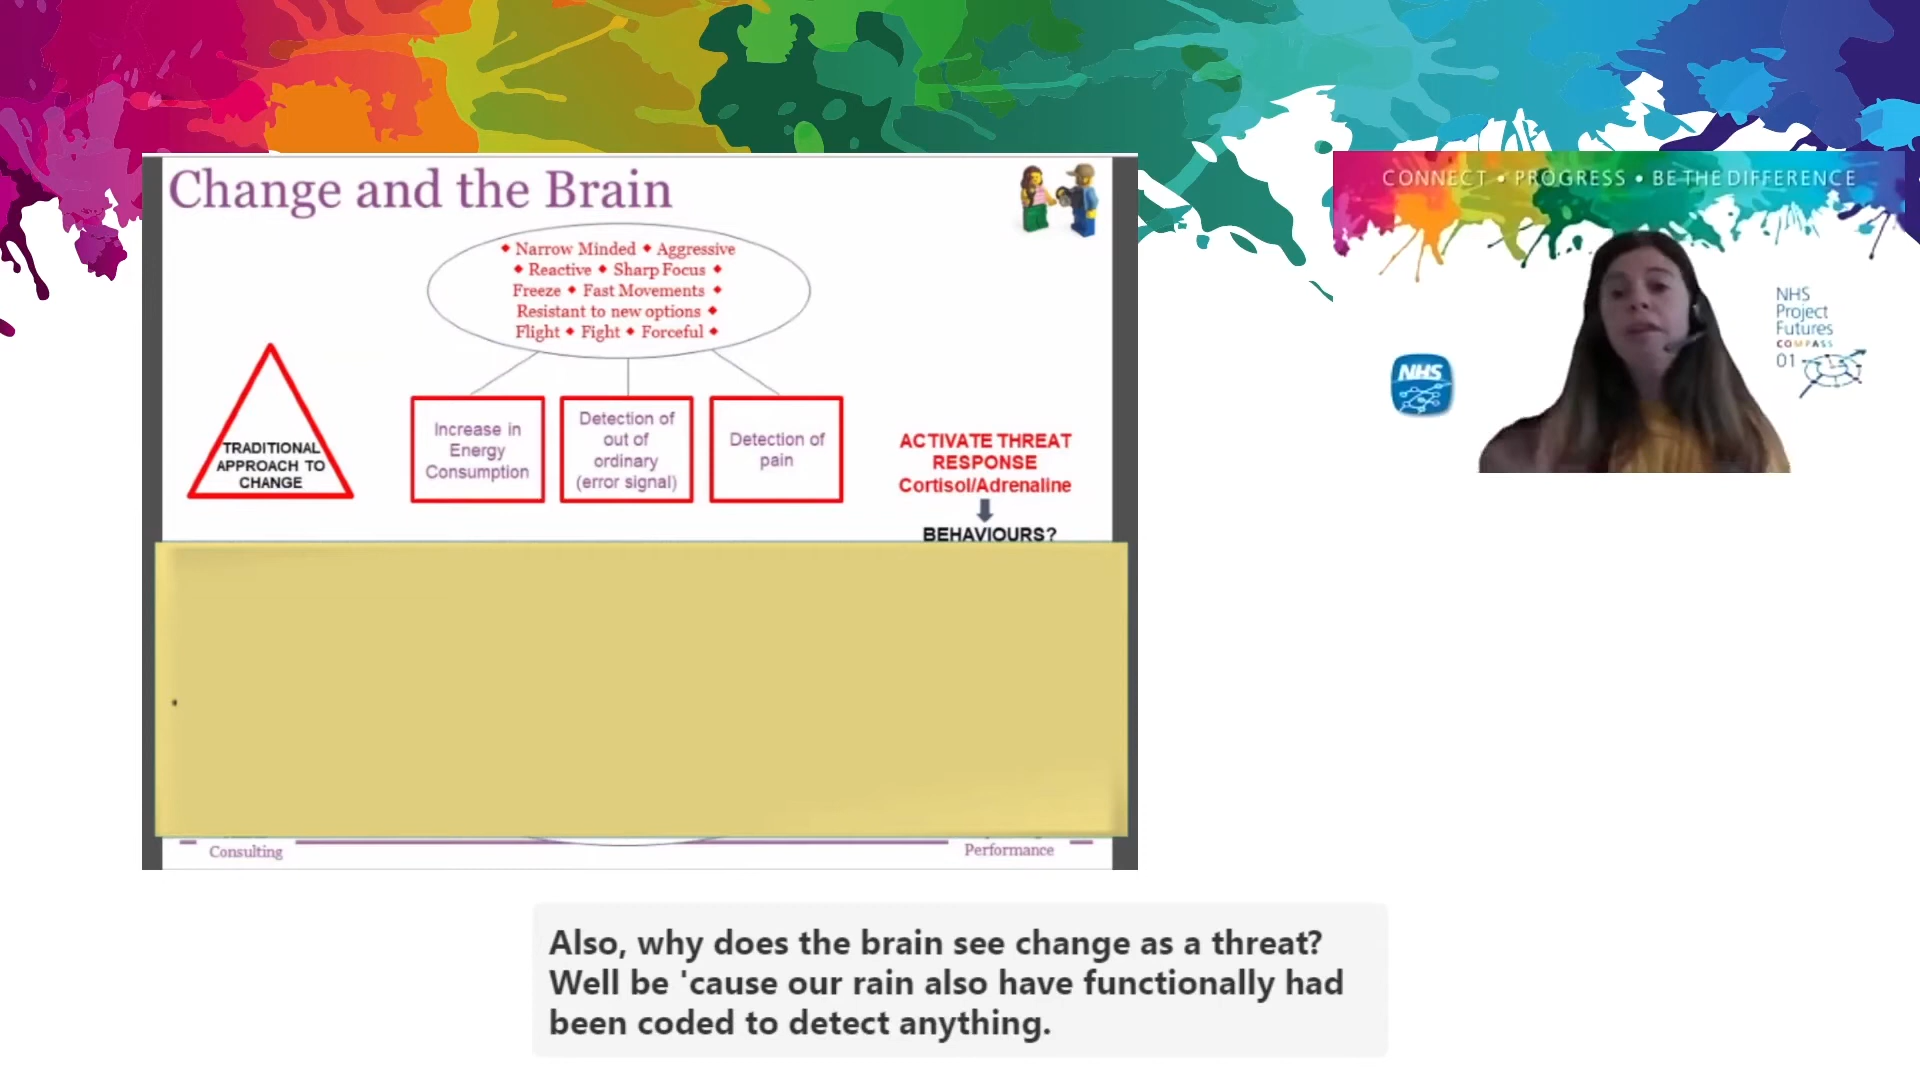 Change and the Brain
◆ Narrow Minded ◆ Aggressive
◆ Reactive ◆ Sharp Focus ◆
Freeze ◆ Fast Movements ◆
Resistant to new options ◆
Flight ◆ Fight ◆ Forceful ◆
TRADITIONAL
APPROACH TO
CHANGE
Increase in
Energy
Consumption
Detection of
out of
ordinary
(error signal)
Detection of
pain
ACTIVATE THREAT
RESPONSE
Cortisol/Adrenaline
BEHAVIOURS?
Consulting
Performance
CONNECT • PROGRESS • BE THE DIFFERENCE
NHS
NHS
Project
Futures
COMPASS
01
Also, why does the brain see change as a threat?
Well be 'cause our rain also have functionally had
been coded to detect anything.